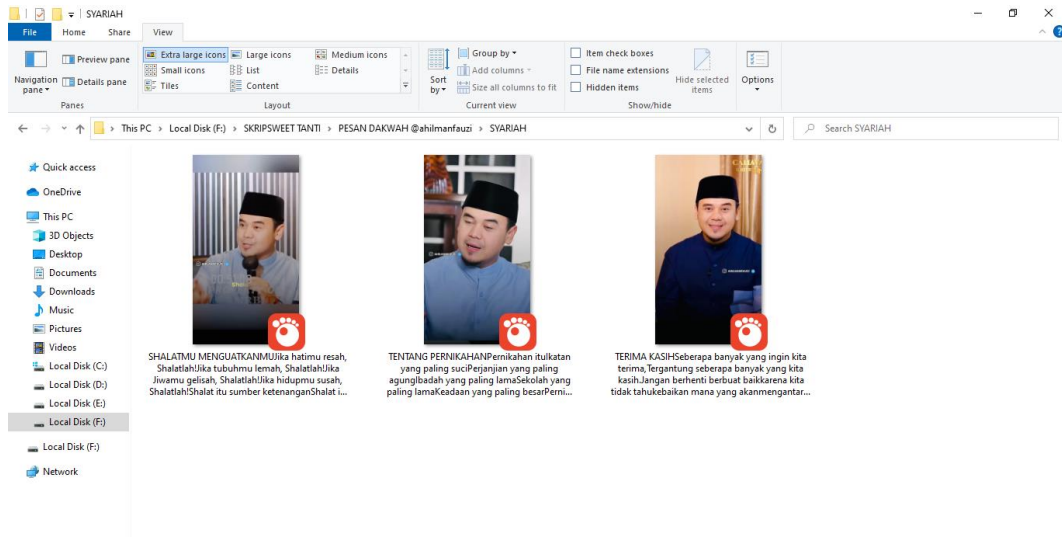 SYARIAH
File Home Share View
Navigation pane
Preview pane
Details pane
Panes
Extra large icons Large icons Medium icons
Small icons List Details
Tiles Content
Layout
Sort by
Group by
Add columns
Size all columns to fit
Current view
Item check boxes
File name extensions
Hidden items
Hide selected items
Show/hide
Options
This PC > Local Disk (F:) > SKRIPSWEET TANTI > PESAN DAKWAH @ahilmanfauzi > SYARIAH
Search SYARIAH
Quick access
OneDrive
This PC
3D Objects
Desktop
Documents
Downloads
Music
Pictures
Videos
Local Disk (C:)
Local Disk (D:)
Local Disk (E:)
Local Disk (F:)
Local Disk (F:)
Network
SHALATMU MENGUATKANMUJika hatimu resah,
Shalatlah!Jika tubuhmu lemah, Shalatlah!Jika
Jiwamu gelisah, Shalatlah!Jika hidupmu susah,
Shalatlah!Shalat itu sumber ketenanganShalat i...
TENTANG PERNIKAHANPernikahan itulkatan
yang paling suciPerjanjian yang paling
agungIbadah yang paling lamaSekolah yang
paling lamaKeadaan yang paling besarPerni...
TERIMA KASIHSeberapa banyak yang ingin kita
terima,Tergantung seberapa banyak yang kita
kasih.Jangan berhenti berbuat baikkarena kita
tidak tahukebaikan mana yang akanmengantar...